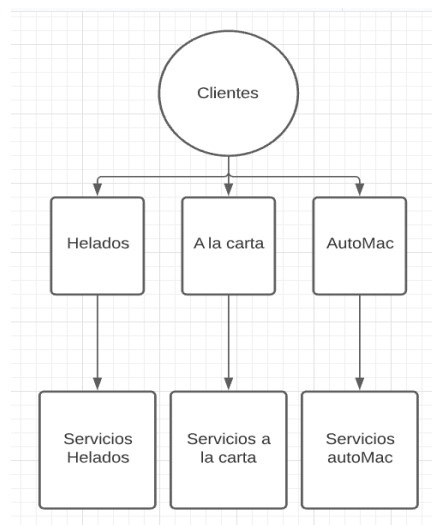 Clientes
Helados
A la carta
AutoMac
Servicios
Helados
Servicios a
la carta
Servicios
autoMac